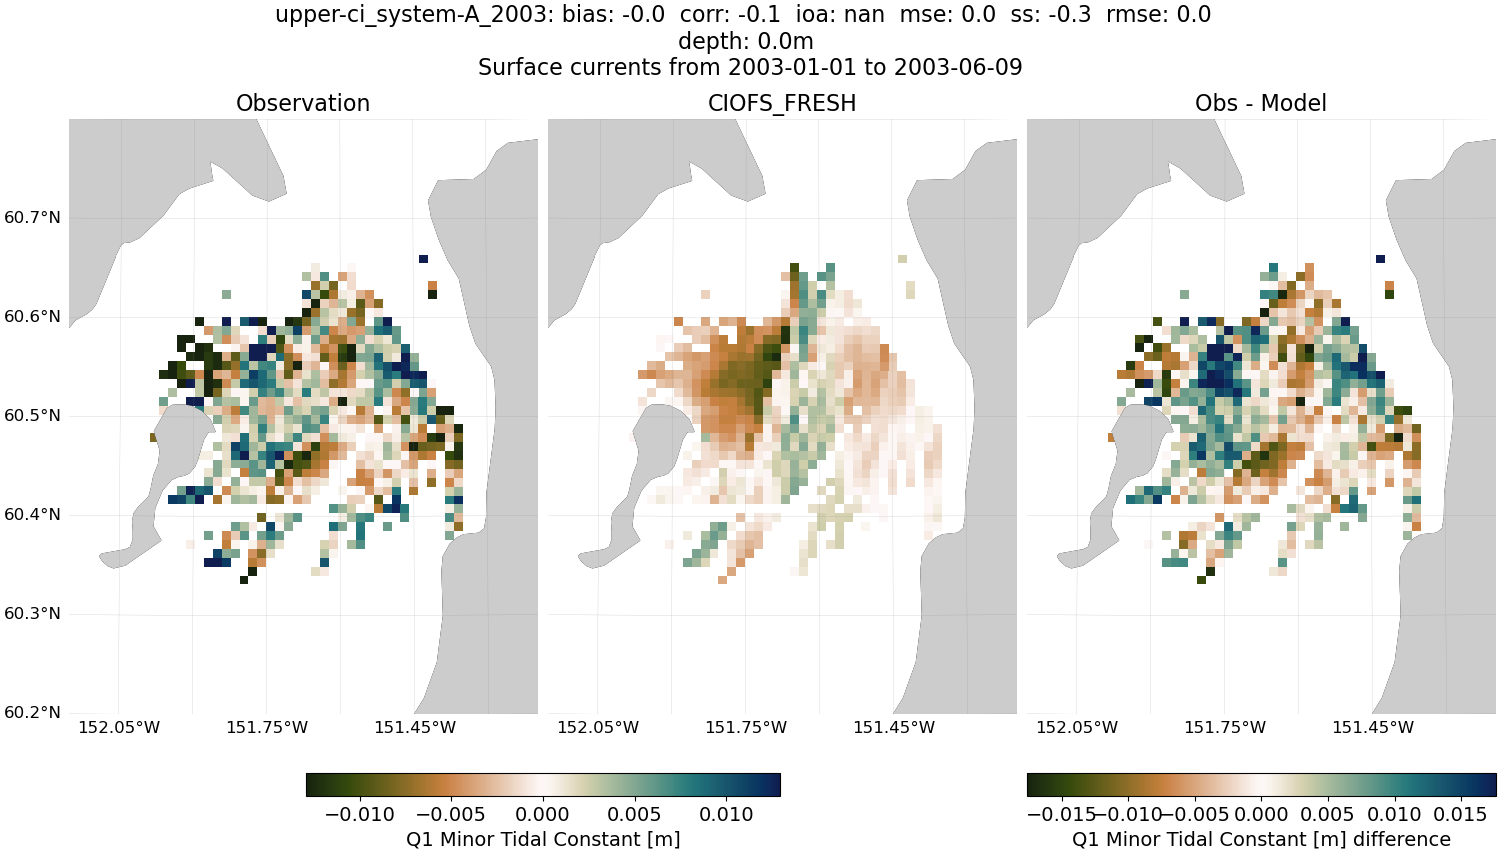 upper-ci_system-A_2003: bias: -0.0  corr: -0.1  ioa: nan  mse: 0.0  ss: -0.3  rmse: 0.0
depth: 0.0m
Surface currents from 2003-01-01 to 2003-06-09
Observation
CIOFS_FRESH
Obs - Model
60.7°N
60.6°N
60.5°N
60.4°N
60.3°N
60.2°N
152.05°W 151.75°W 151.45°W
152.05°W 151.75°W 151.45°W
152.05°W 151.75°W 151.45°W
−0.010 −0.005 0.000 0.005 0.010
Q1 Minor Tidal Constant [m]
−0.015 −0.010 −0.005 0.000 0.005 0.010 0.015
Q1 Minor Tidal Constant [m] difference